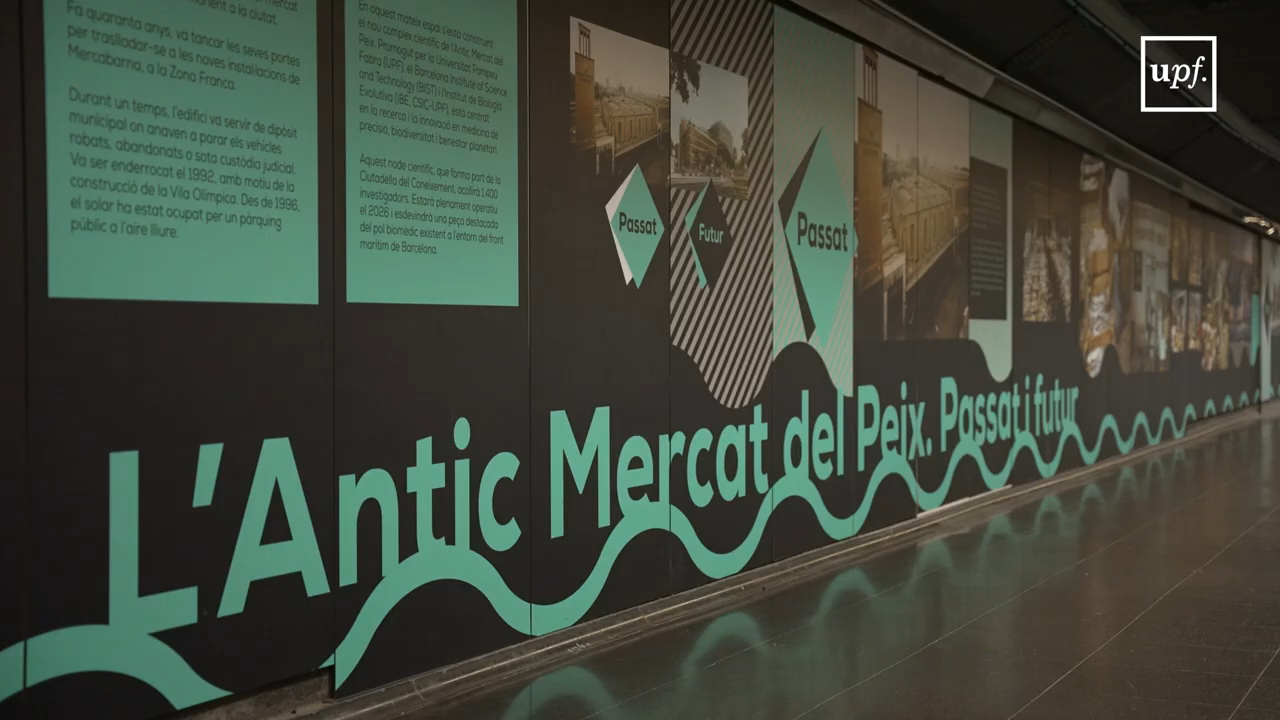 a la ciutat.
Fa quaranta anys, va tancar les seves portes
per traslladar-se a les noves instal·lacions de
Mercabarna, a la Zona Franca.
Durant un temps, l'edifici va servir de dipòsit
municipal on anaven a parar els vehicles
robats, abandonats o sota custòdia judicial.
Va ser enderrocat el 1992, amb motiu de la
construcció de la Vila Olímpica. Des de 1996,
el solar ha estat ocupat per un pàrquing
públic a l'aire lliure.
En aquest mateix espai s'està construint
el nou complex científic de l'Antic Mercat del
Peix. Promogut per la Universitat Pompeu
Fabra (UPF), el Barcelona Institute of Science
and Technology (BIST) i l'Institut de Biologia
Evolutiva (IBE, CSIC-UPF), està centrat
en la recerca i la innovació en medicina de
precisió, biodiversitat i benestar planetari.
Aquest node científic, que forma part de la
Ciutadella del Coneixement, acollirà 1.400
investigadors. Estarà plenament operatiu
el 2026 i esdevindrà una peça destacada
del pol biomèdic existent a l'entorn del front
marítim de Barcelona.
Passat
Futur
Passat
L'Antic Mercat del Peix. Passat i futur
upf.